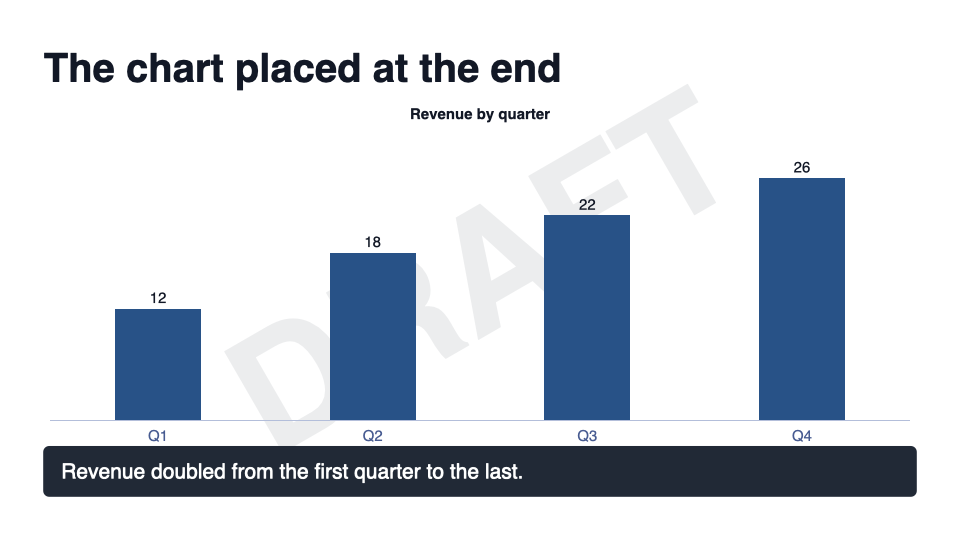 The chart placed at the end
Revenue by quarter
DRAFT
26
22
18
12
Q1 Q2 Q3 Q4
Revenue doubled from the first quarter to the last.